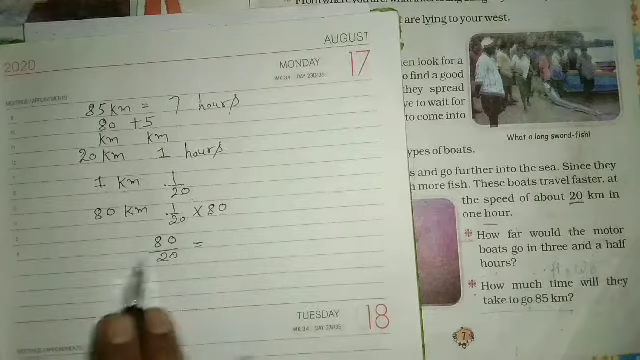 2020
AUGUST
MONDAY 17
85 km = 7 hours
80 + 5
km km
20 km 1 hours
1 km 1/20
80 km 1/20 × 80
80/20 =
TUESDAY 18
are lying to your west.
en look for a
o find a good
they spread
ve to wait for
to come into
What a long sword-fish!
ypes of boats.
s and go further into the sea. Since they
more fish. These boats travel faster, at
the speed of about 20 km in
one hour.
How far would the motor
boats go in three and a half
hours?
How much time will they
take to go 85 km?
7